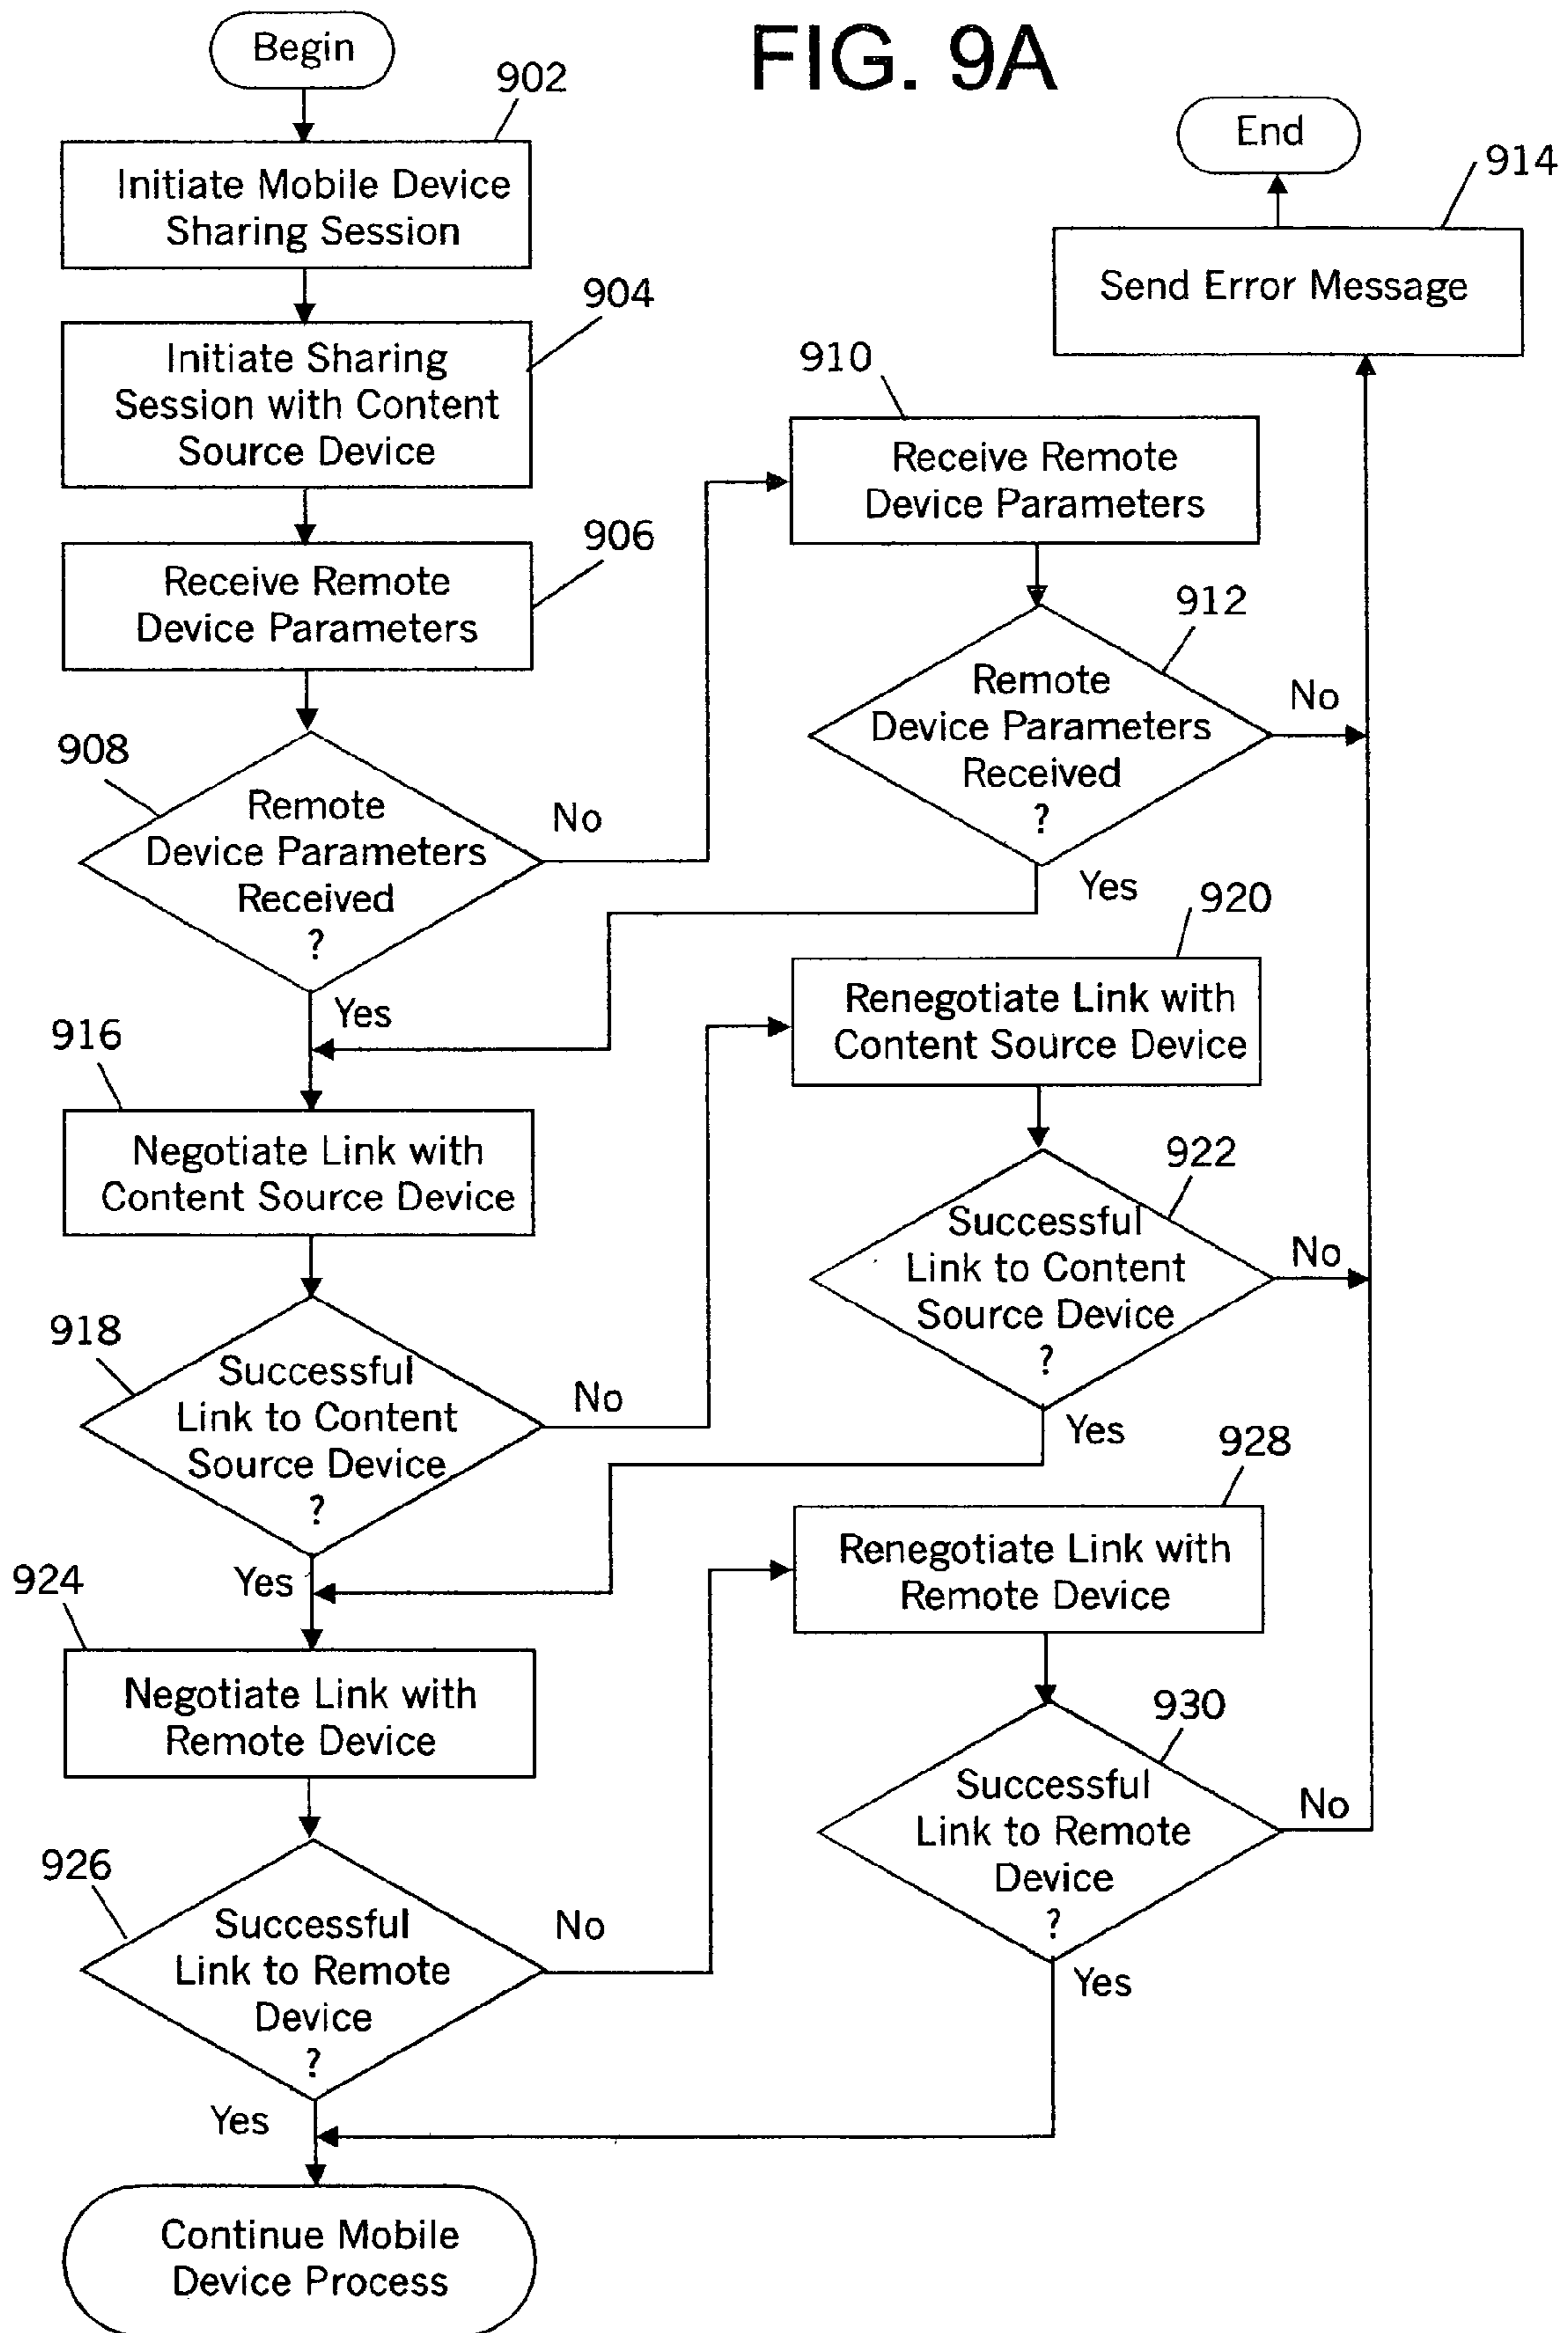 FIG. 9A
Begin
902
Initiate Mobile Device
Sharing Session
904
Initiate Sharing
Session with Content
Source Device
906
Receive Remote
Device Parameters
908
Remote
Device Parameters
Received
?
No
Yes
910
Receive Remote
Device Parameters
912
Remote
Device Parameters
Received
?
No
Yes
End
914
Send Error Message
916
Negotiate Link with
Content Source Device
918
Successful
Link to Content
Source Device
?
No
Yes
920
Renegotiate Link with
Content Source Device
922
Successful
Link to Content
Source Device
?
No
Yes
924
Negotiate Link with
Remote Device
926
Successful
Link to Remote
Device
?
No
Yes
928
Renegotiate Link with
Remote Device
930
Successful
Link to Remote
Device
?
No
Yes
Continue Mobile
Device Process